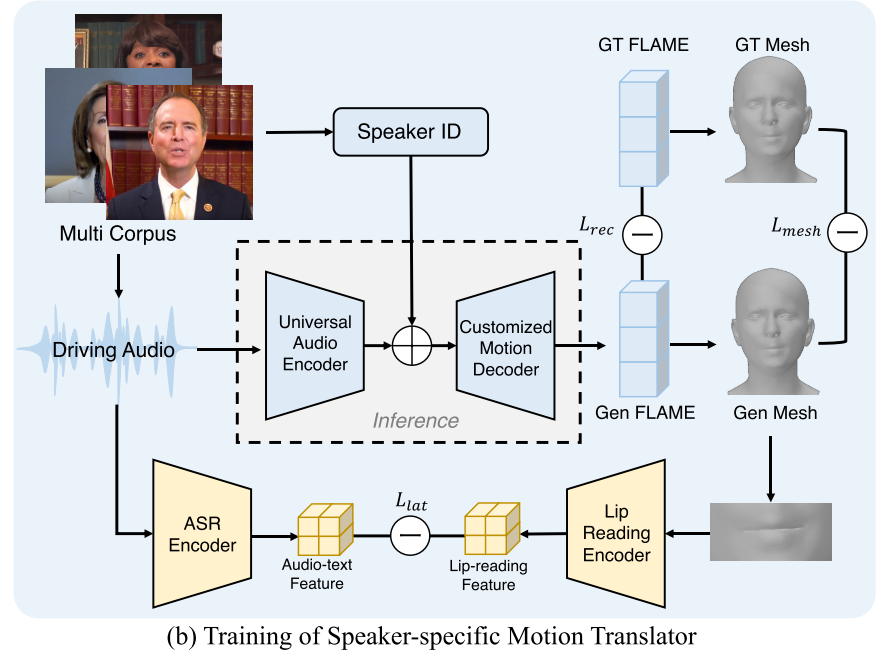 GT FLAME
GT Mesh
Speaker ID
Multi Corpus
L_rec
L_mesh
Driving Audio
Universal
Audio
Encoder
Customized
Motion
Decoder
Inference
Gen FLAME
Gen Mesh
ASR
Encoder
L_lat
Lip
Reading
Encoder
Audio-text
Feature
Lip-reading
Feature
(b) Training of Speaker-specific Motion Translator